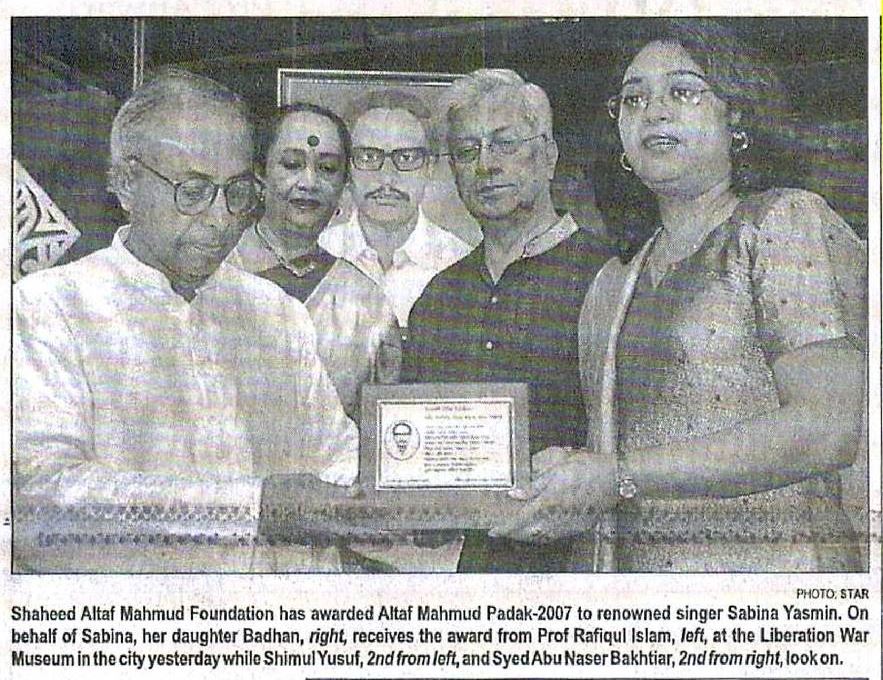 PHOTO: STAR
Shaheed Altaf Mahmud Foundation has awarded Altaf Mahmud Padak-2007 to renowned singer Sabina Yasmin. On
behalf of Sabina, her daughter Badhan, right, receives the award from Prof Rafiqul Islam, left, at the Liberation War
Museum in the city yesterday while Shimul Yusuf, 2nd from left, and Syed Abu Naser Bakhtiar, 2nd from right, look on.